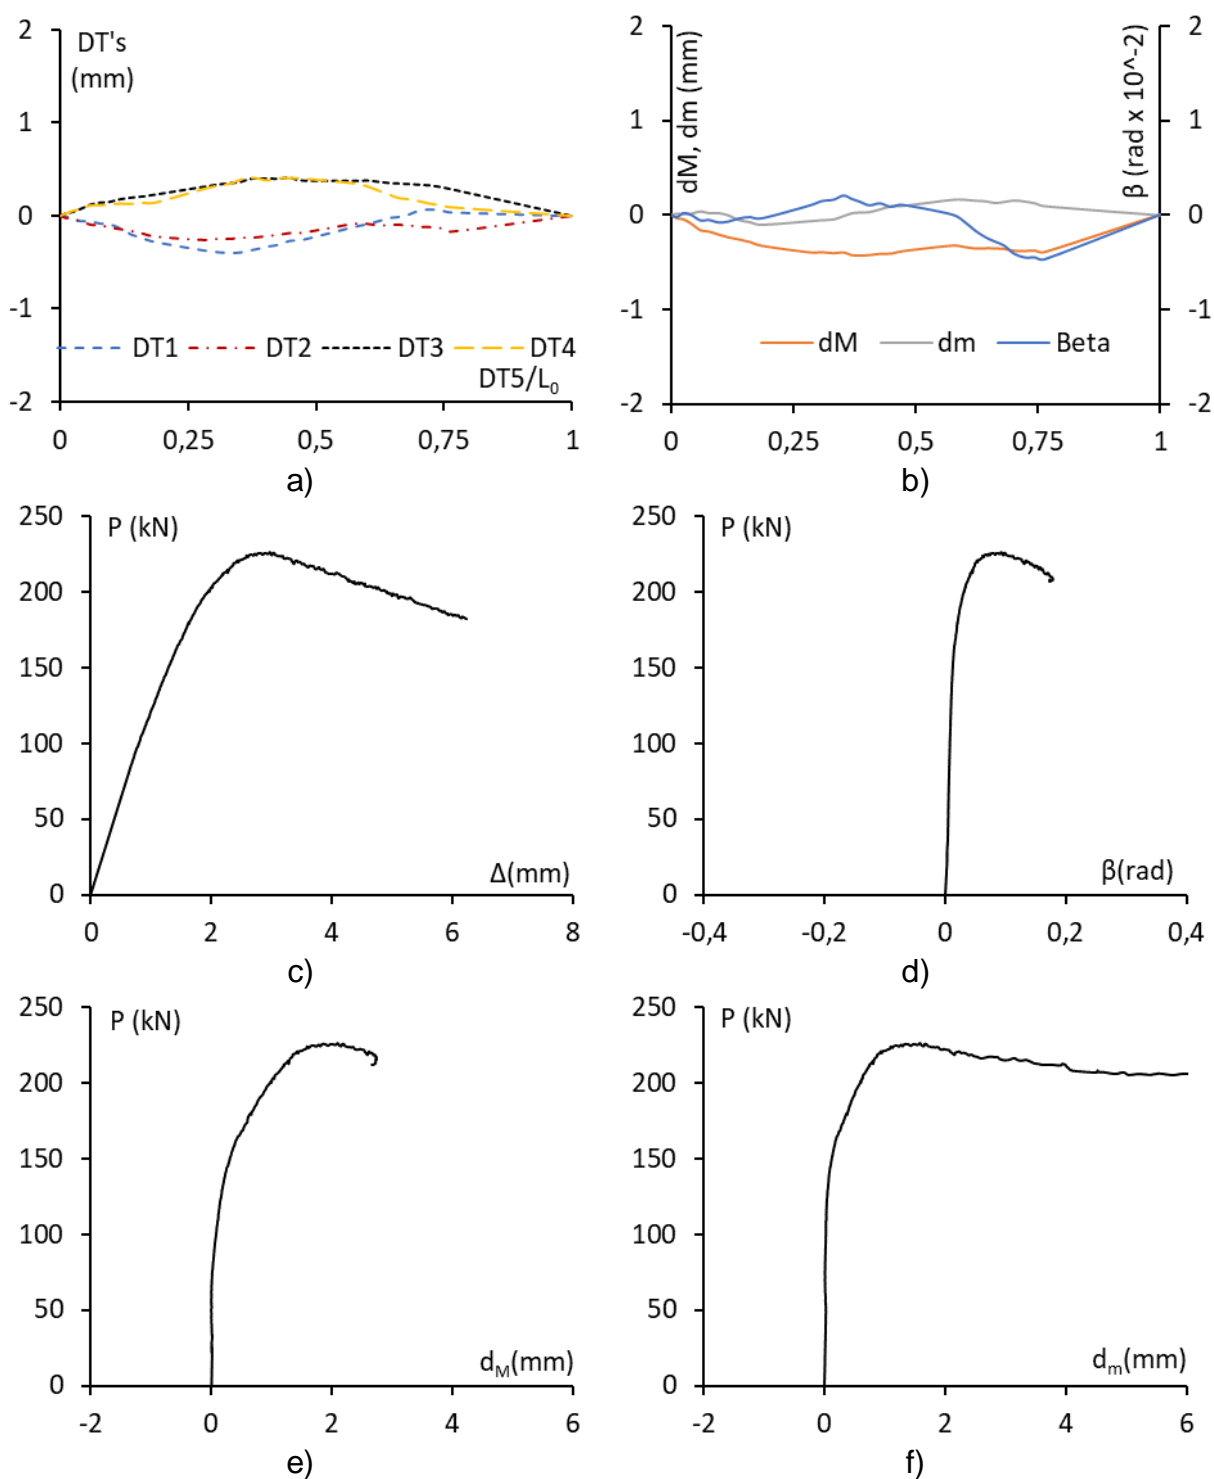 2
DT's
(mm)
1
0
-1
DT1 DT2 DT3 DT4
DT5/L₀
-2
0 0,25 0,5 0,75 1
a)
2 2
dM, dm (mm)
β (rad x 10^-2)
1 1
0 0
-1 -1
dM dm Beta
-2 -2
0 0,25 0,5 0,75 1
b)
250
P (kN)
200
150
100
50
Δ(mm)
0
0 2 4 6 8
c)
250
P (kN)
200
150
100
50
β(rad)
0
-0,4 -0,2 0 0,2 0,4
d)
250
P (kN)
200
150
100
50
d_M(mm)
0
-2 0 2 4 6
e)
250
P (kN)
200
150
100
50
d_m(mm)
0
-2 0 2 4 6
f)